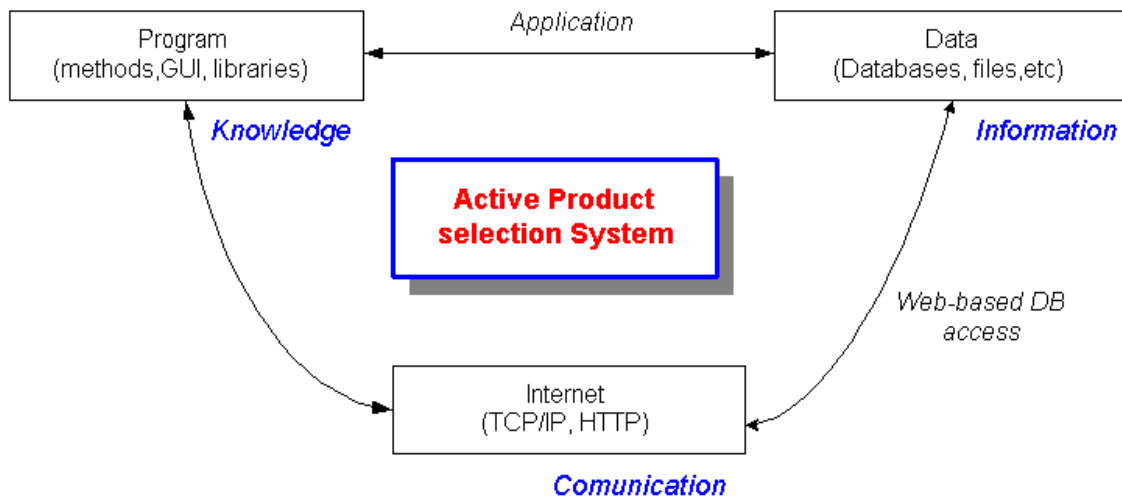 Application
Program
(methods,GUI, libraries)
Data
(Databases, files,etc)
Knowledge
Information
Active Product
selection System
Web-based DB
access
Internet
(TCP/IP, HTTP)
Comunication